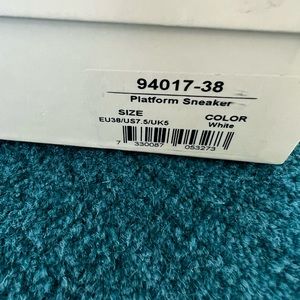 94017-38
Platform Sneaker
SIZE COLOR
EU38/US7.5/UK5 White
7 330087 053273